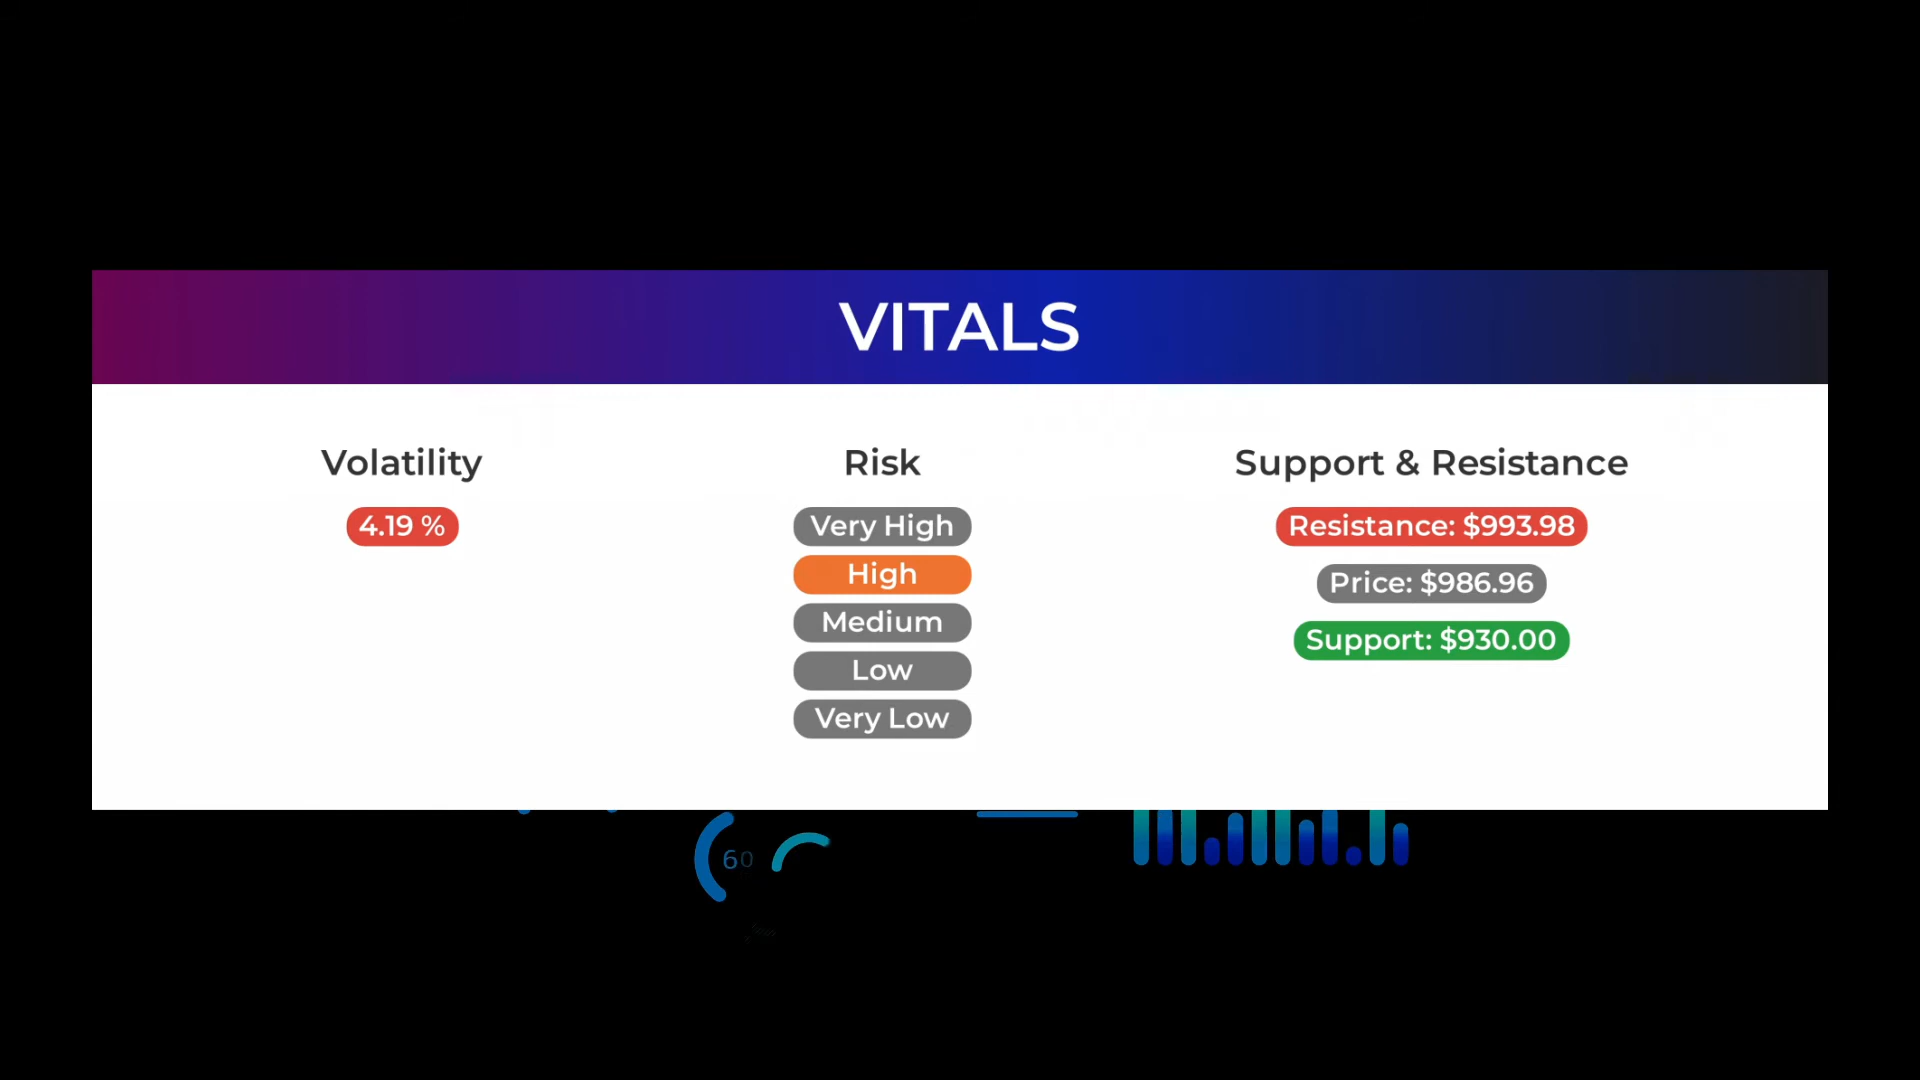 VITALS
Volatility
4.19 %
Risk
Very High
High
Medium
Low
Very Low
Support & Resistance
Resistance: $993.98
Price: $986.96
Support: $930.00
60